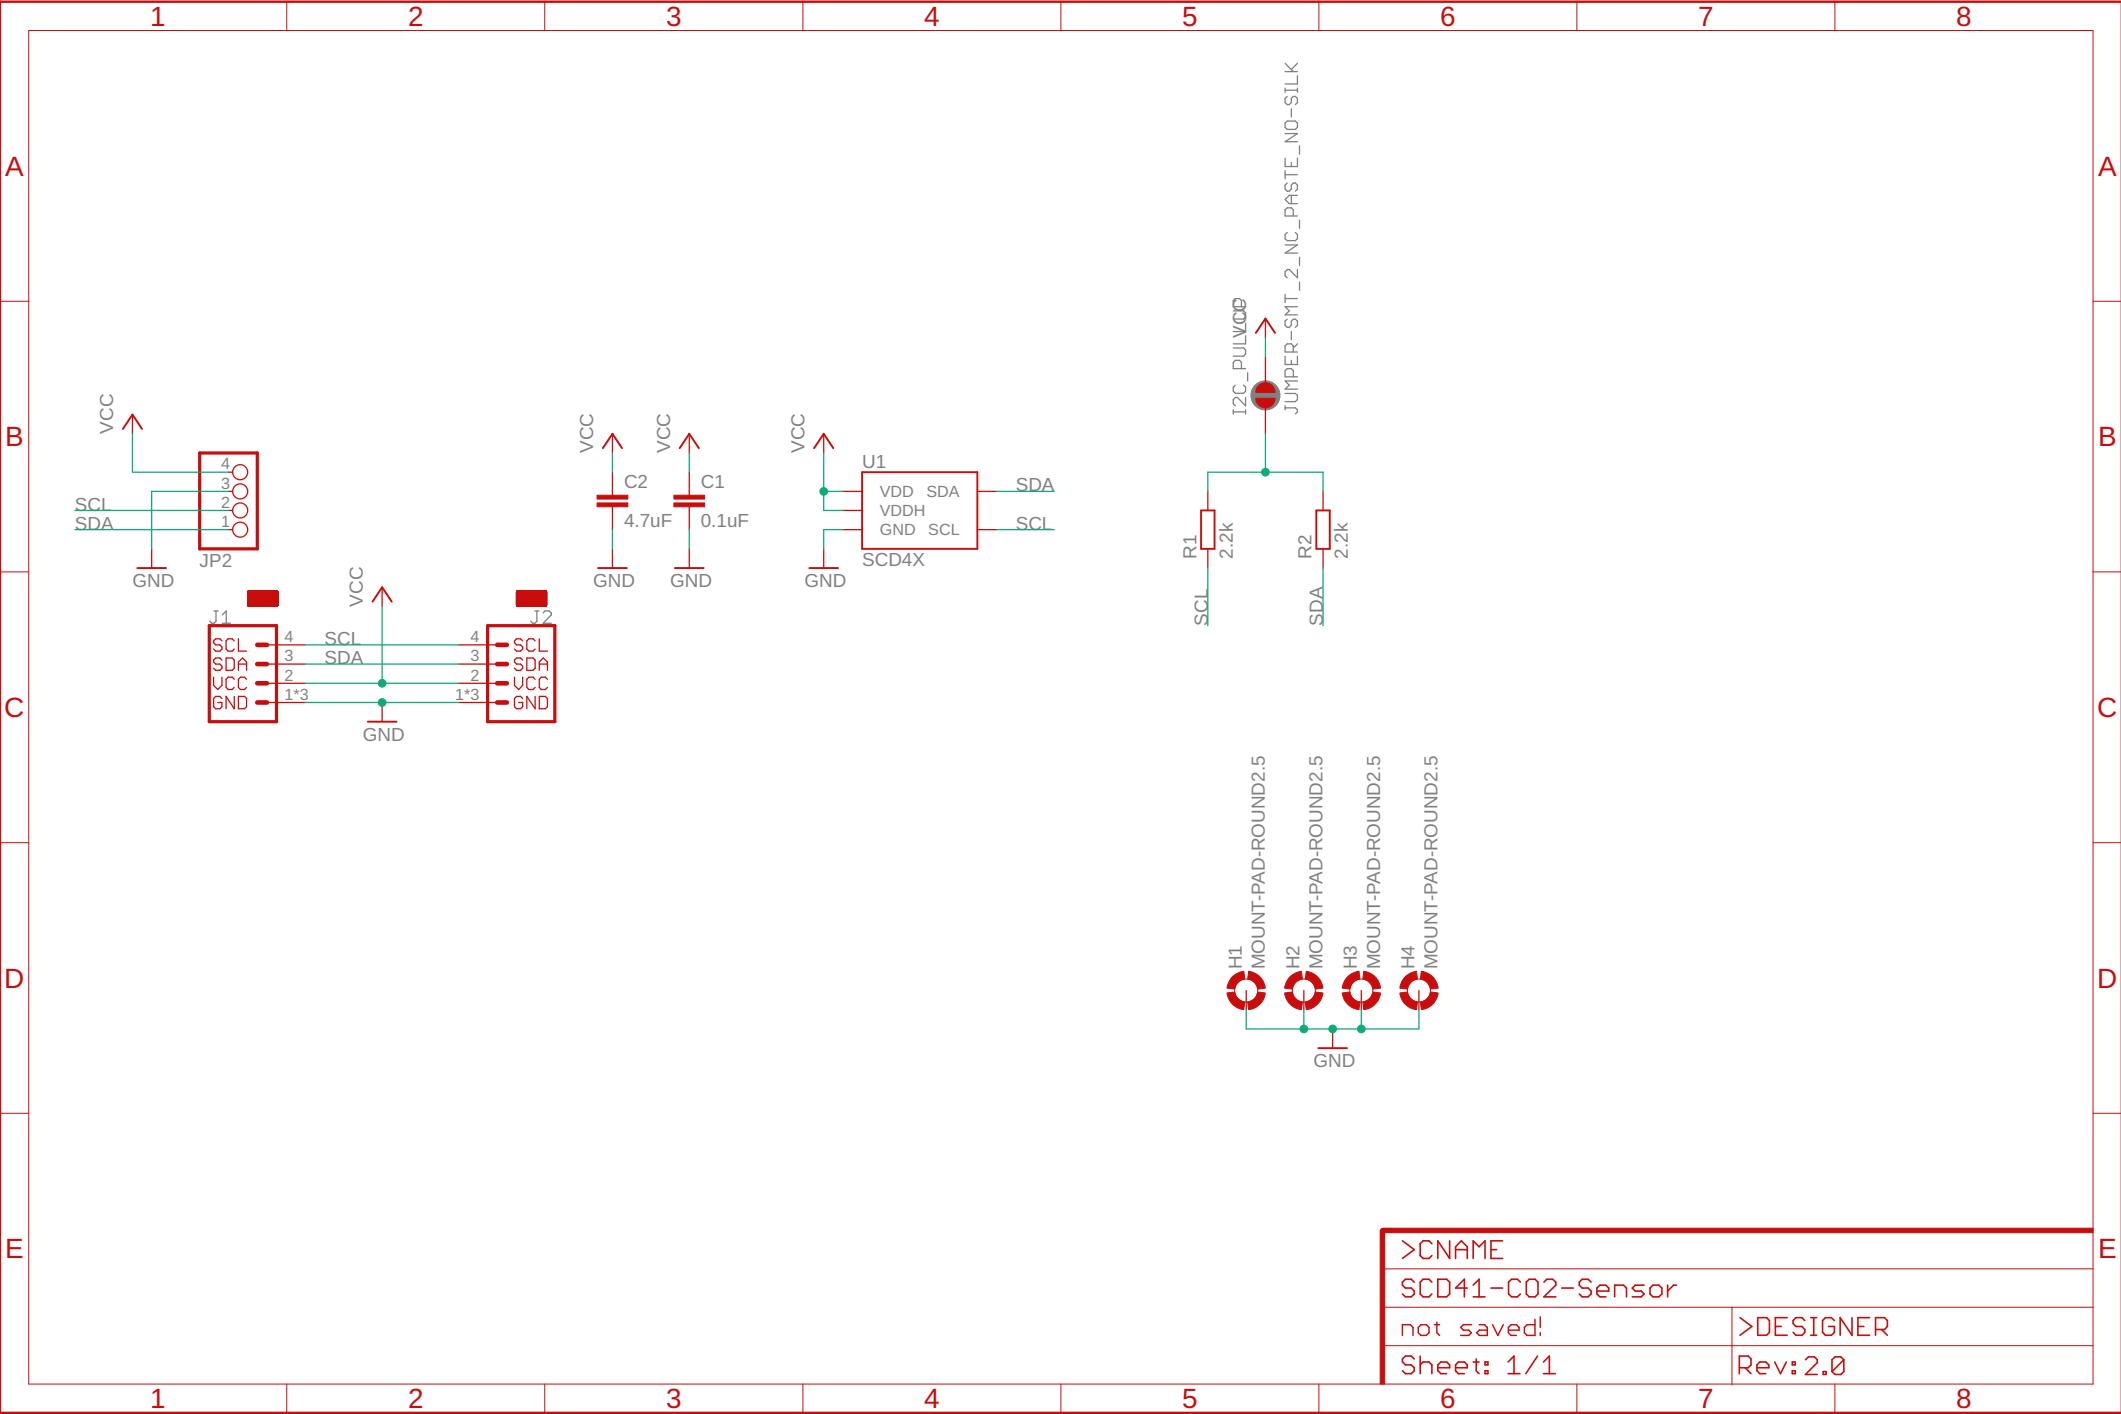 1 2 3 4 5 6 7 8
A A
JUMPER-SMT_2_NC_PASTE_NO-SILK
VCC
B B
VCC
4
3
SCL 2
SDA 1
JP2
GND
VCC
C2
4.7uF
GND
VCC
C1
0.1uF
GND
VCC
U1
VDD SDA SDA
VDDH
GND SCL SCL
SCD4X
GND
R1
2.2k
SCL
R2
2.2k
SDA
VCC
J1 J2
SCL 4 SCL 4 SCL
SDA 3 SDA 3 SDA
VCC 2 2 VCC
GND 1*3 1*3 GND
GND
C C
H1
MOUNT-PAD-ROUND2.5
H2
MOUNT-PAD-ROUND2.5
H3
MOUNT-PAD-ROUND2.5
H4
MOUNT-PAD-ROUND2.5
GND
D D
E E
>CNAME
SCD41-CO2-Sensor
not saved! >DESIGNER
Sheet: 1/1 Rev:2.0
1 2 3 4 5 6 7 8